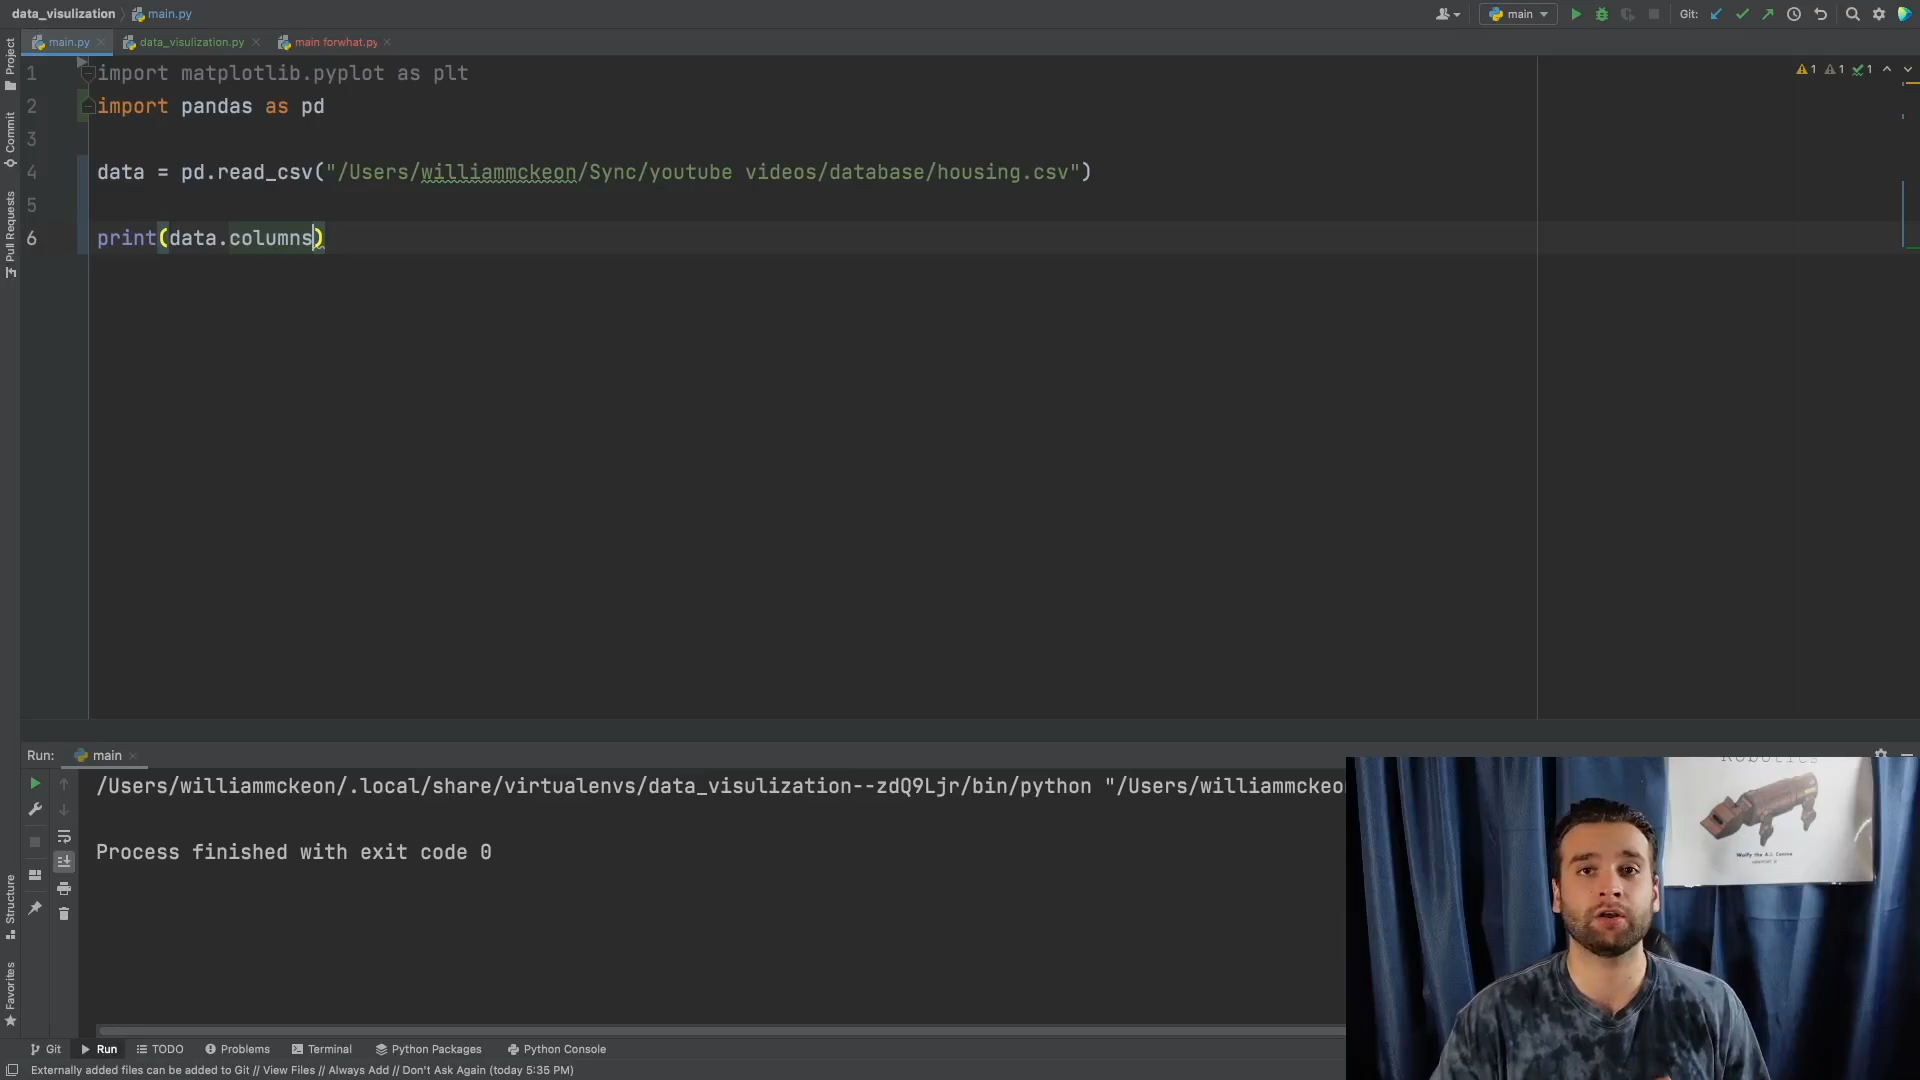 data_visulization
main.py
main
Git:
main.py
data_visulization.py
main forwhat.py
Project
Commit
Pull Requests
Structure
Favorites
1
import matplotlib.pyplot as plt
1
1
1
2
import pandas as pd
3
4
data = pd.read_csv("/Users/williammckeon/Sync/youtube videos/database/housing.csv")
5
6
print(data.columns)
Run:
main
/Users/williammckeon/.local/share/virtualenvs/data_visulization--zdQ9Ljr/bin/python "/Users/williammckeon
Process finished with exit code 0
Git
Run
TODO
Problems
Terminal
Python Packages
Python Console
Externally added files can be added to Git // View Files // Always Add // Don't Ask Again (today 5:35 PM)